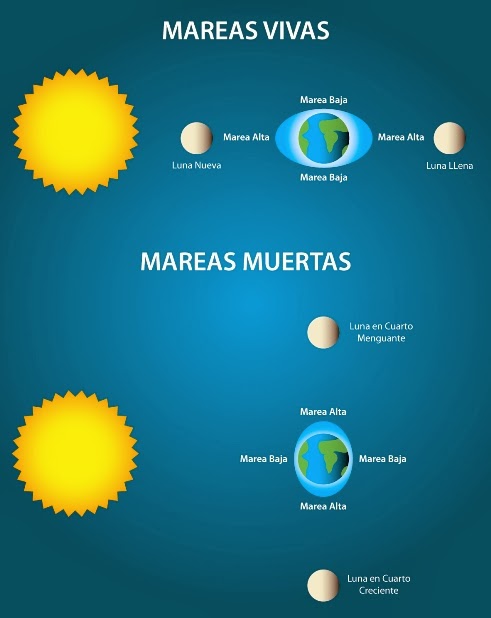 MAREAS VIVAS
Marea Baja
Marea Alta
Marea Alta
Luna Nueva
Luna LLena
Marea Baja
MAREAS MUERTAS
Luna en Cuarto
Menguante
Marea Alta
Marea Baja
Marea Baja
Marea Alta
Luna en Cuarto
Creciente